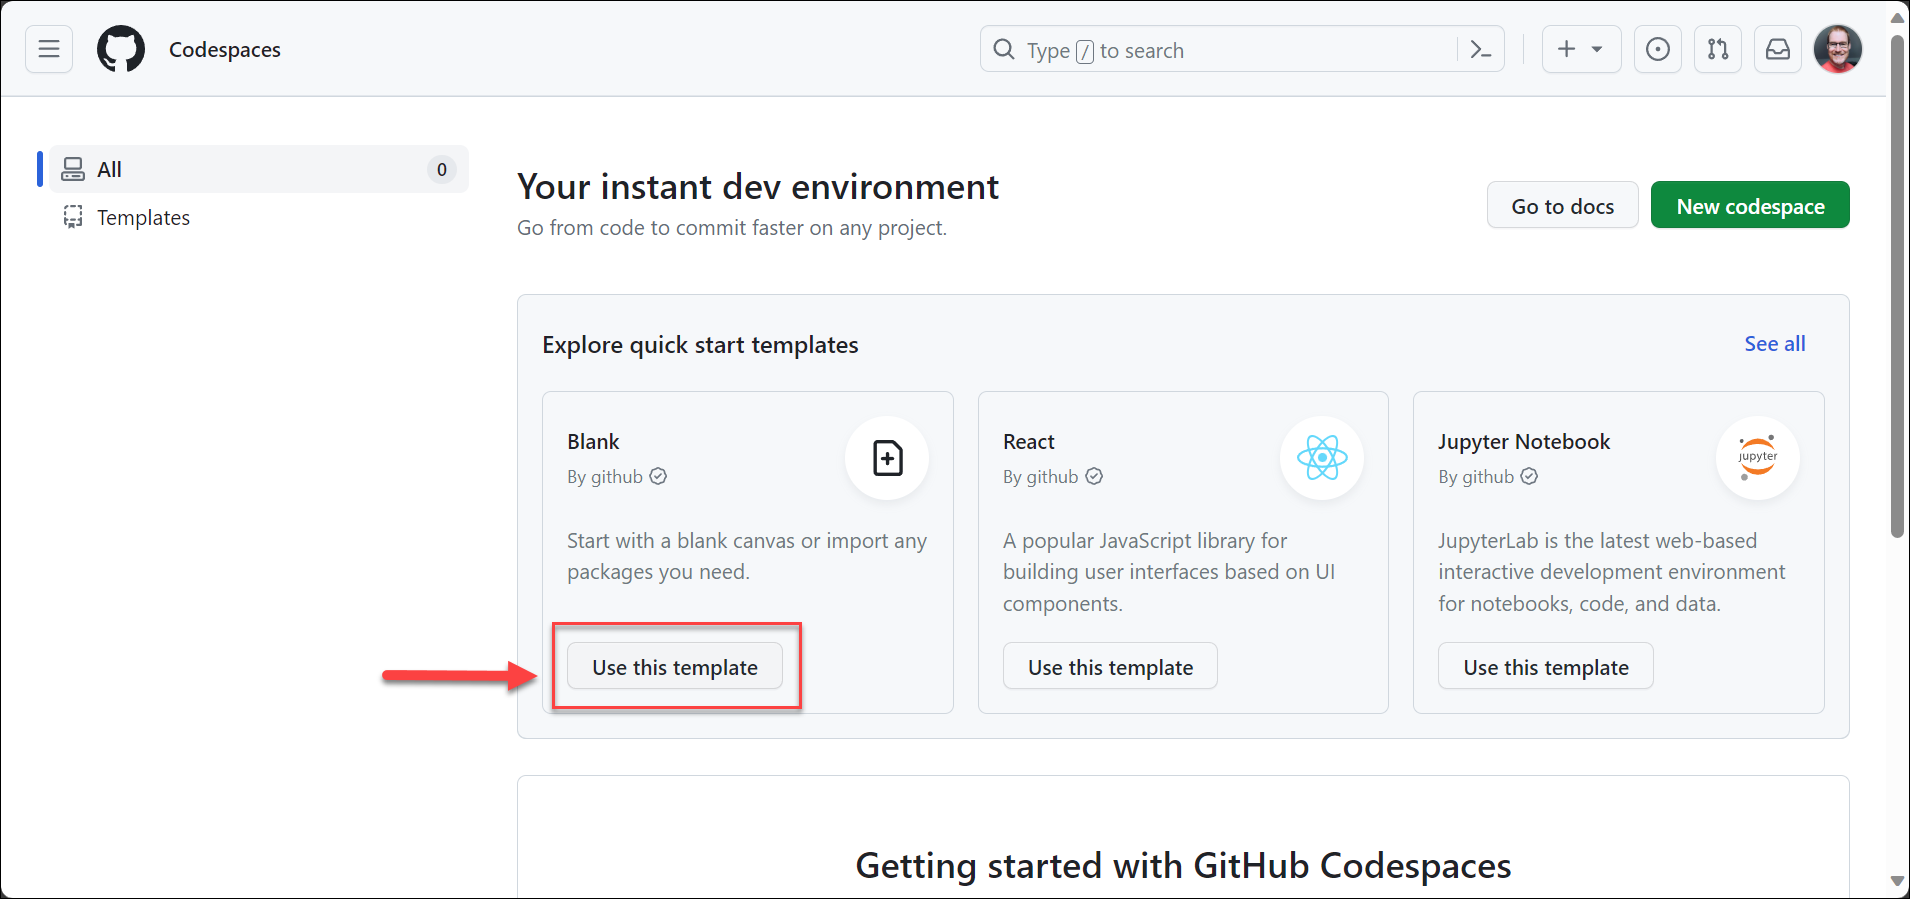 Codespaces
Type / to search
All
0
Templates
Your instant dev environment
Go from code to commit faster on any project.
Go to docs
New codespace
Explore quick start templates
See all
Blank
By github
Start with a blank canvas or import any
packages you need.
Use this template
React
By github
A popular JavaScript library for
building user interfaces based on UI
components.
Use this template
Jupyter Notebook
By github
jupyter
JupyterLab is the latest web-based
interactive development environment
for notebooks, code, and data.
Use this template
Getting started with GitHub Codespaces